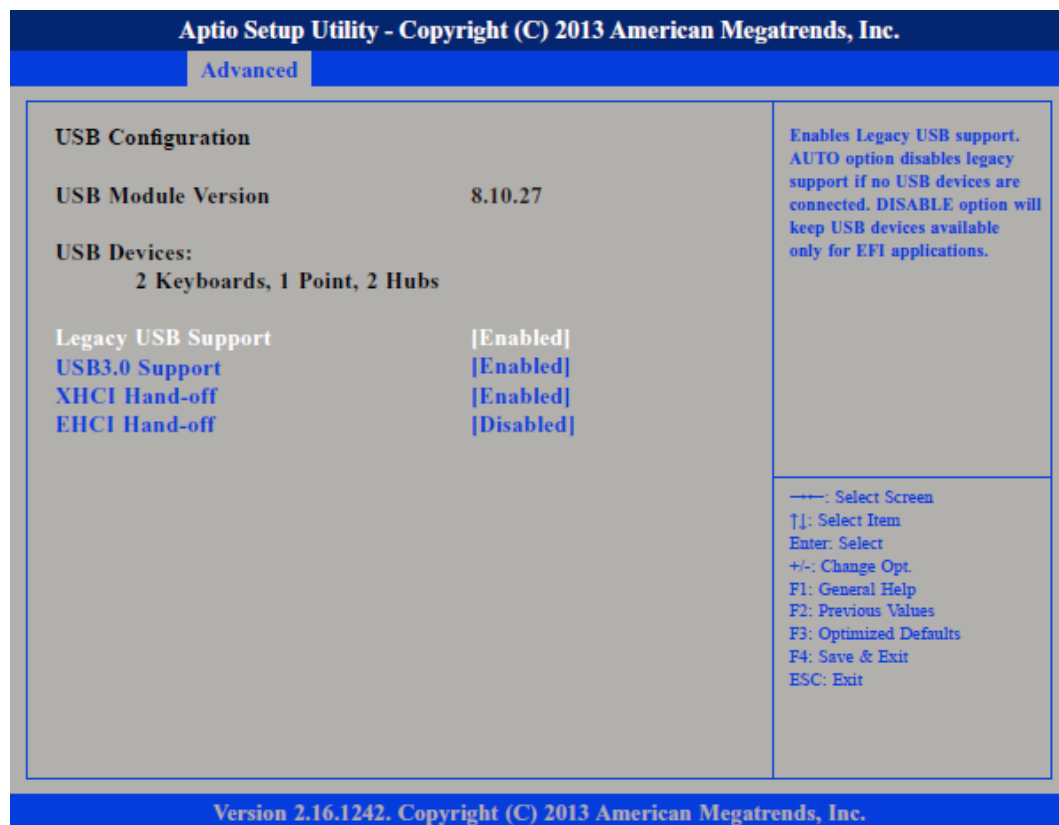 Aptio Setup Utility - Copyright (C) 2013 American Megatrends, Inc.
Advanced
USB Configuration
USB Module Version 8.10.27
USB Devices:
2 Keyboards, 1 Point, 2 Hubs
Legacy USB Support [Enabled]
USB3.0 Support [Enabled]
XHCI Hand-off [Enabled]
EHCI Hand-off [Disabled]
Enables Legacy USB support.
AUTO option disables legacy
support if no USB devices are
connected. DISABLE option will
keep USB devices available
only for EFI applications.
→←: Select Screen
↑↓: Select Item
Enter: Select
+/-: Change Opt.
F1: General Help
F2: Previous Values
F3: Optimized Defaults
F4: Save & Exit
ESC: Exit
Version 2.16.1242. Copyright (C) 2013 American Megatrends, Inc.